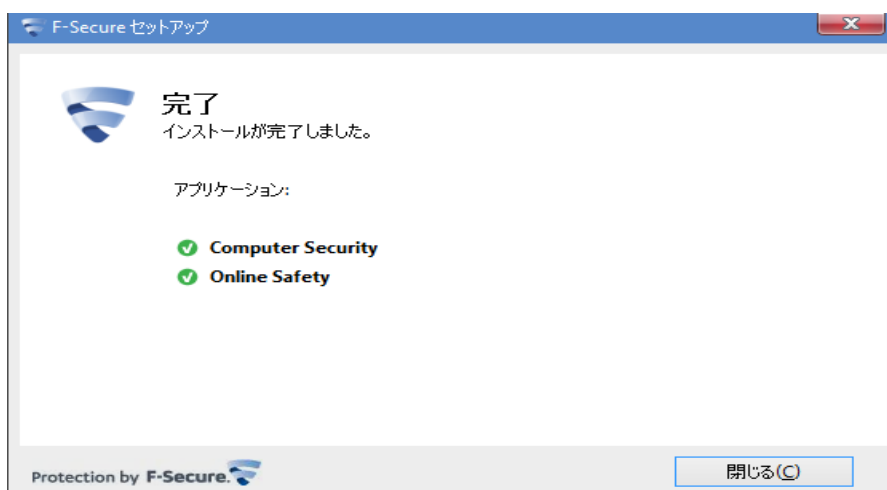 F-Secure セットアップ
完了
インストールが完了しました。
アプリケーション:
Computer Security
Online Safety
Protection by F-Secure.
閉じる(C)